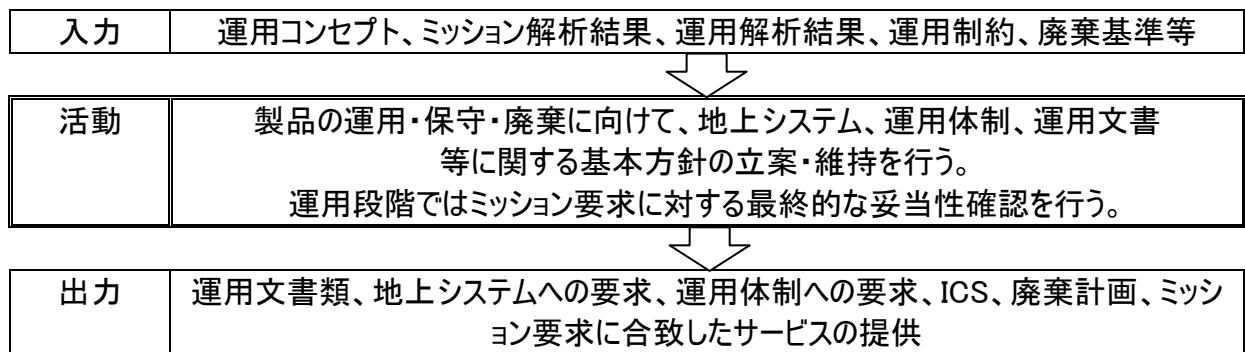 入力 運用コンセプト、ミッション解析結果、運用解析結果、運用制約、廃棄基準等
活動 製品の運用・保守・廃棄に向けて、地上システム、運用体制、運用文書
等に関する基本方針の立案・維持を行う。
運用段階ではミッション要求に対する最終的な妥当性確認を行う。
出力 運用文書類、地上システムへの要求、運用体制への要求、ICS、廃棄計画、ミッシ
ョン要求に合致したサービスの提供